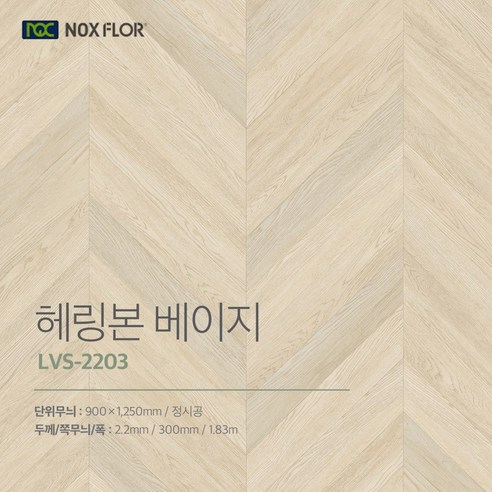 NOX FLOR®
헤링본 베이지
LVS-2203
단위무늬 : 900×1,250mm / 정시공
두께/쪽무늬/폭 : 2.2mm / 300mm / 1.83m